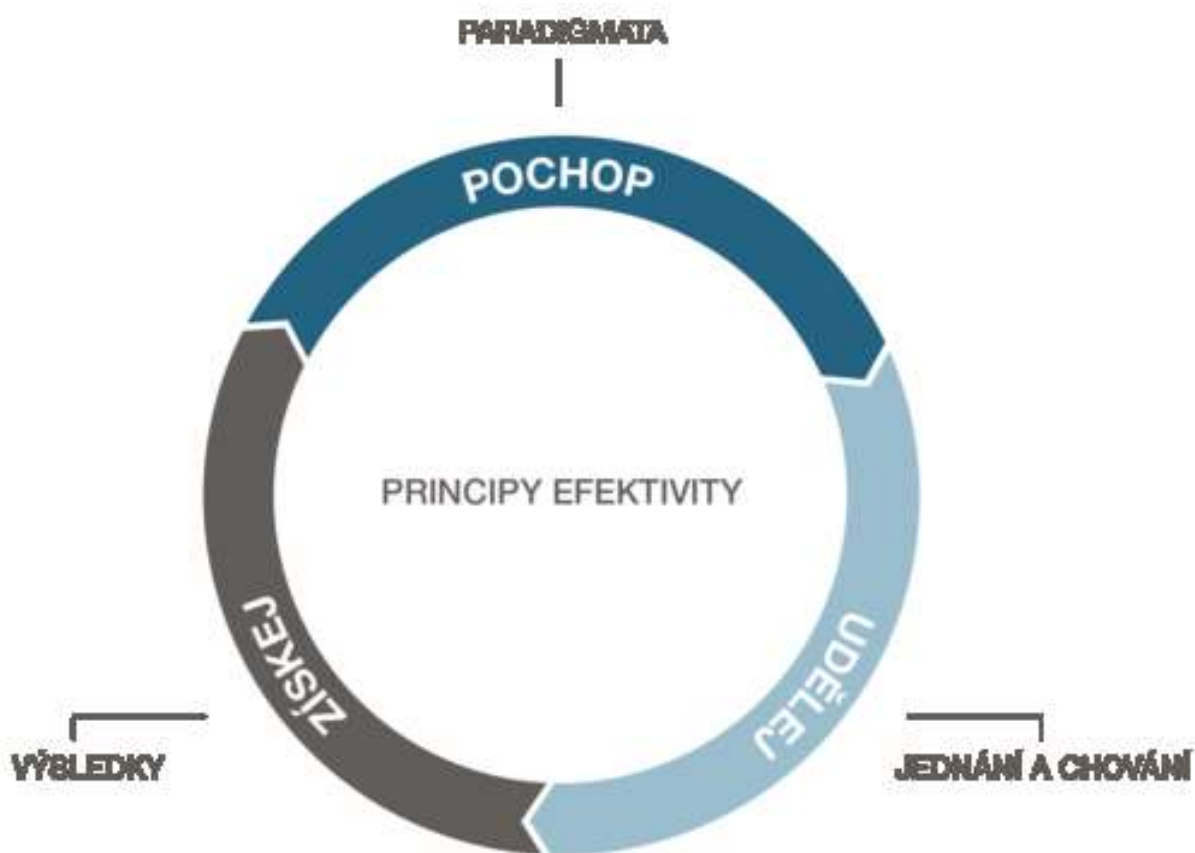 PARADIGMATA
POCHOP
PRINCIPY EFEKTIVITY
UDĚLEJ
ZÍSKEJ
VÝSLEDKY
JEDNÁNÍ A CHOVÁNÍ